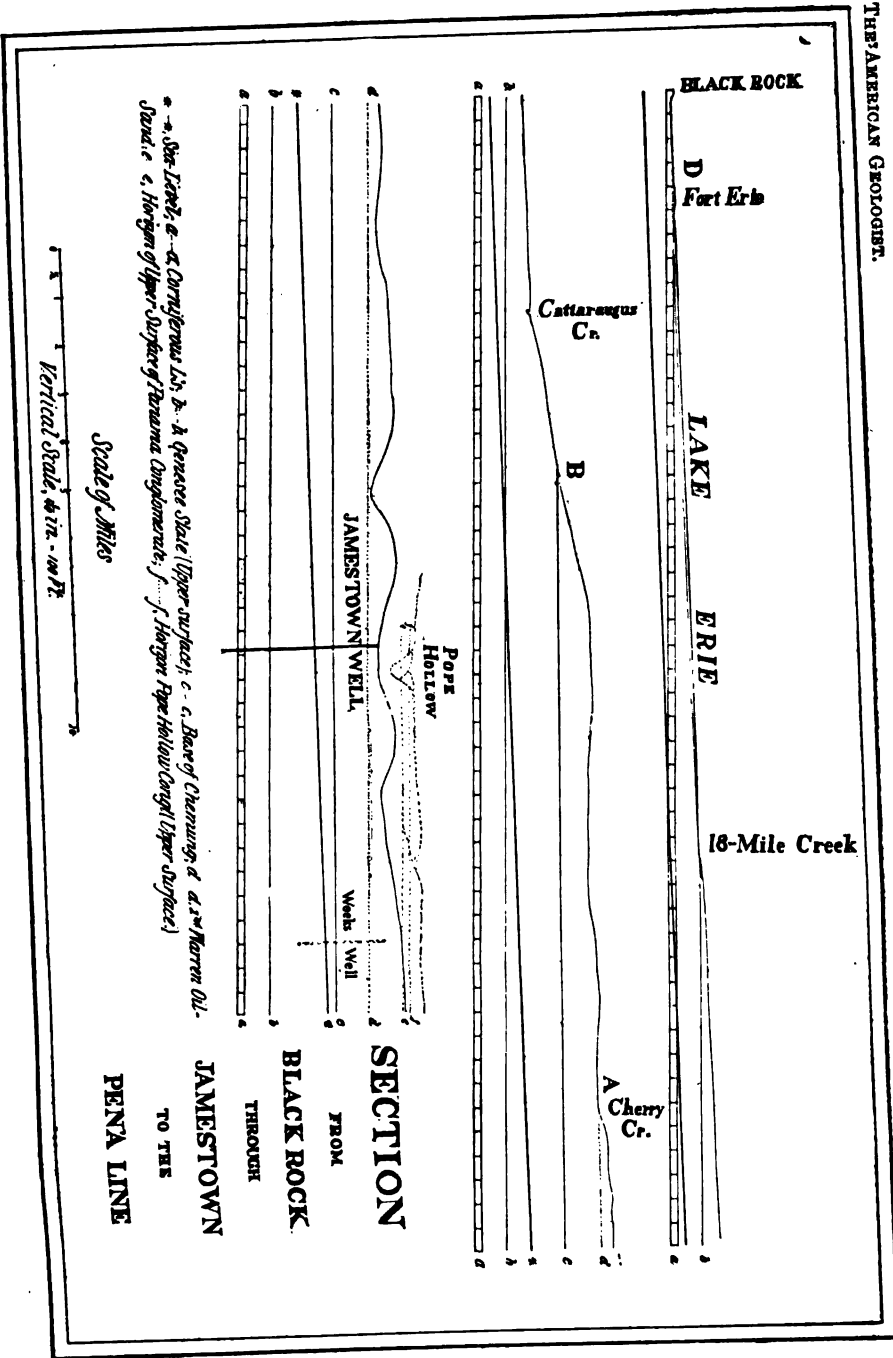 THE AMERICAN GEOLOGIST.
BLACK ROCK
D
Fort Erie
LAKE ERIE
18-Mile Creek
a
b
a
b
Cattaraugus
Cr.
B
A
Cherry
Cr.
a
b
a
c
d
d
c
b
a
POPE
HOLLOW
JAMESTOWN WELL,
Weeks Well
f
e
d
c
b
a
SECTION
FROM
BLACK ROCK
THROUGH
JAMESTOWN
TO THE
PENA LINE
Sea-Level; a--a, Corniferous Ls; b--b Genesee Slate (Upper surface); c--c, Base of Chemung; d d, 2nd Warren Oil-
Sand; e e, Horizon of Upper Surface of Panama Conglomerate; f---f, Horizon Pope Hollow Congl. (Upper Surface.)
Scale of Miles
Vertical Scale, in. = 100 Ft.